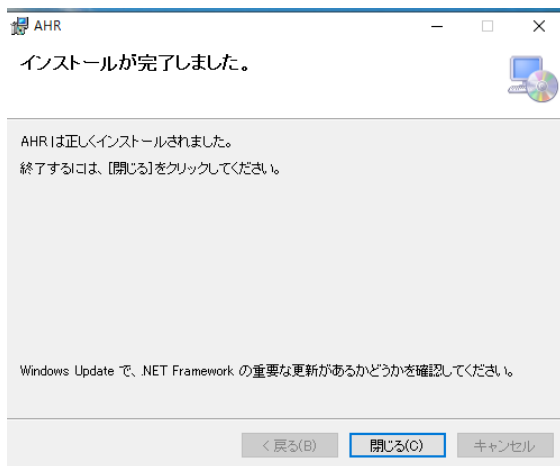 AHR
インストールが完了しました。
AHR は正しくインストールされました。
終了するには、[閉じる]をクリックしてください。
Windows Update で、.NET Framework の重要な更新があるかどうかを確認してください。
< 戻る(B)
閉じる(C)
キャンセル